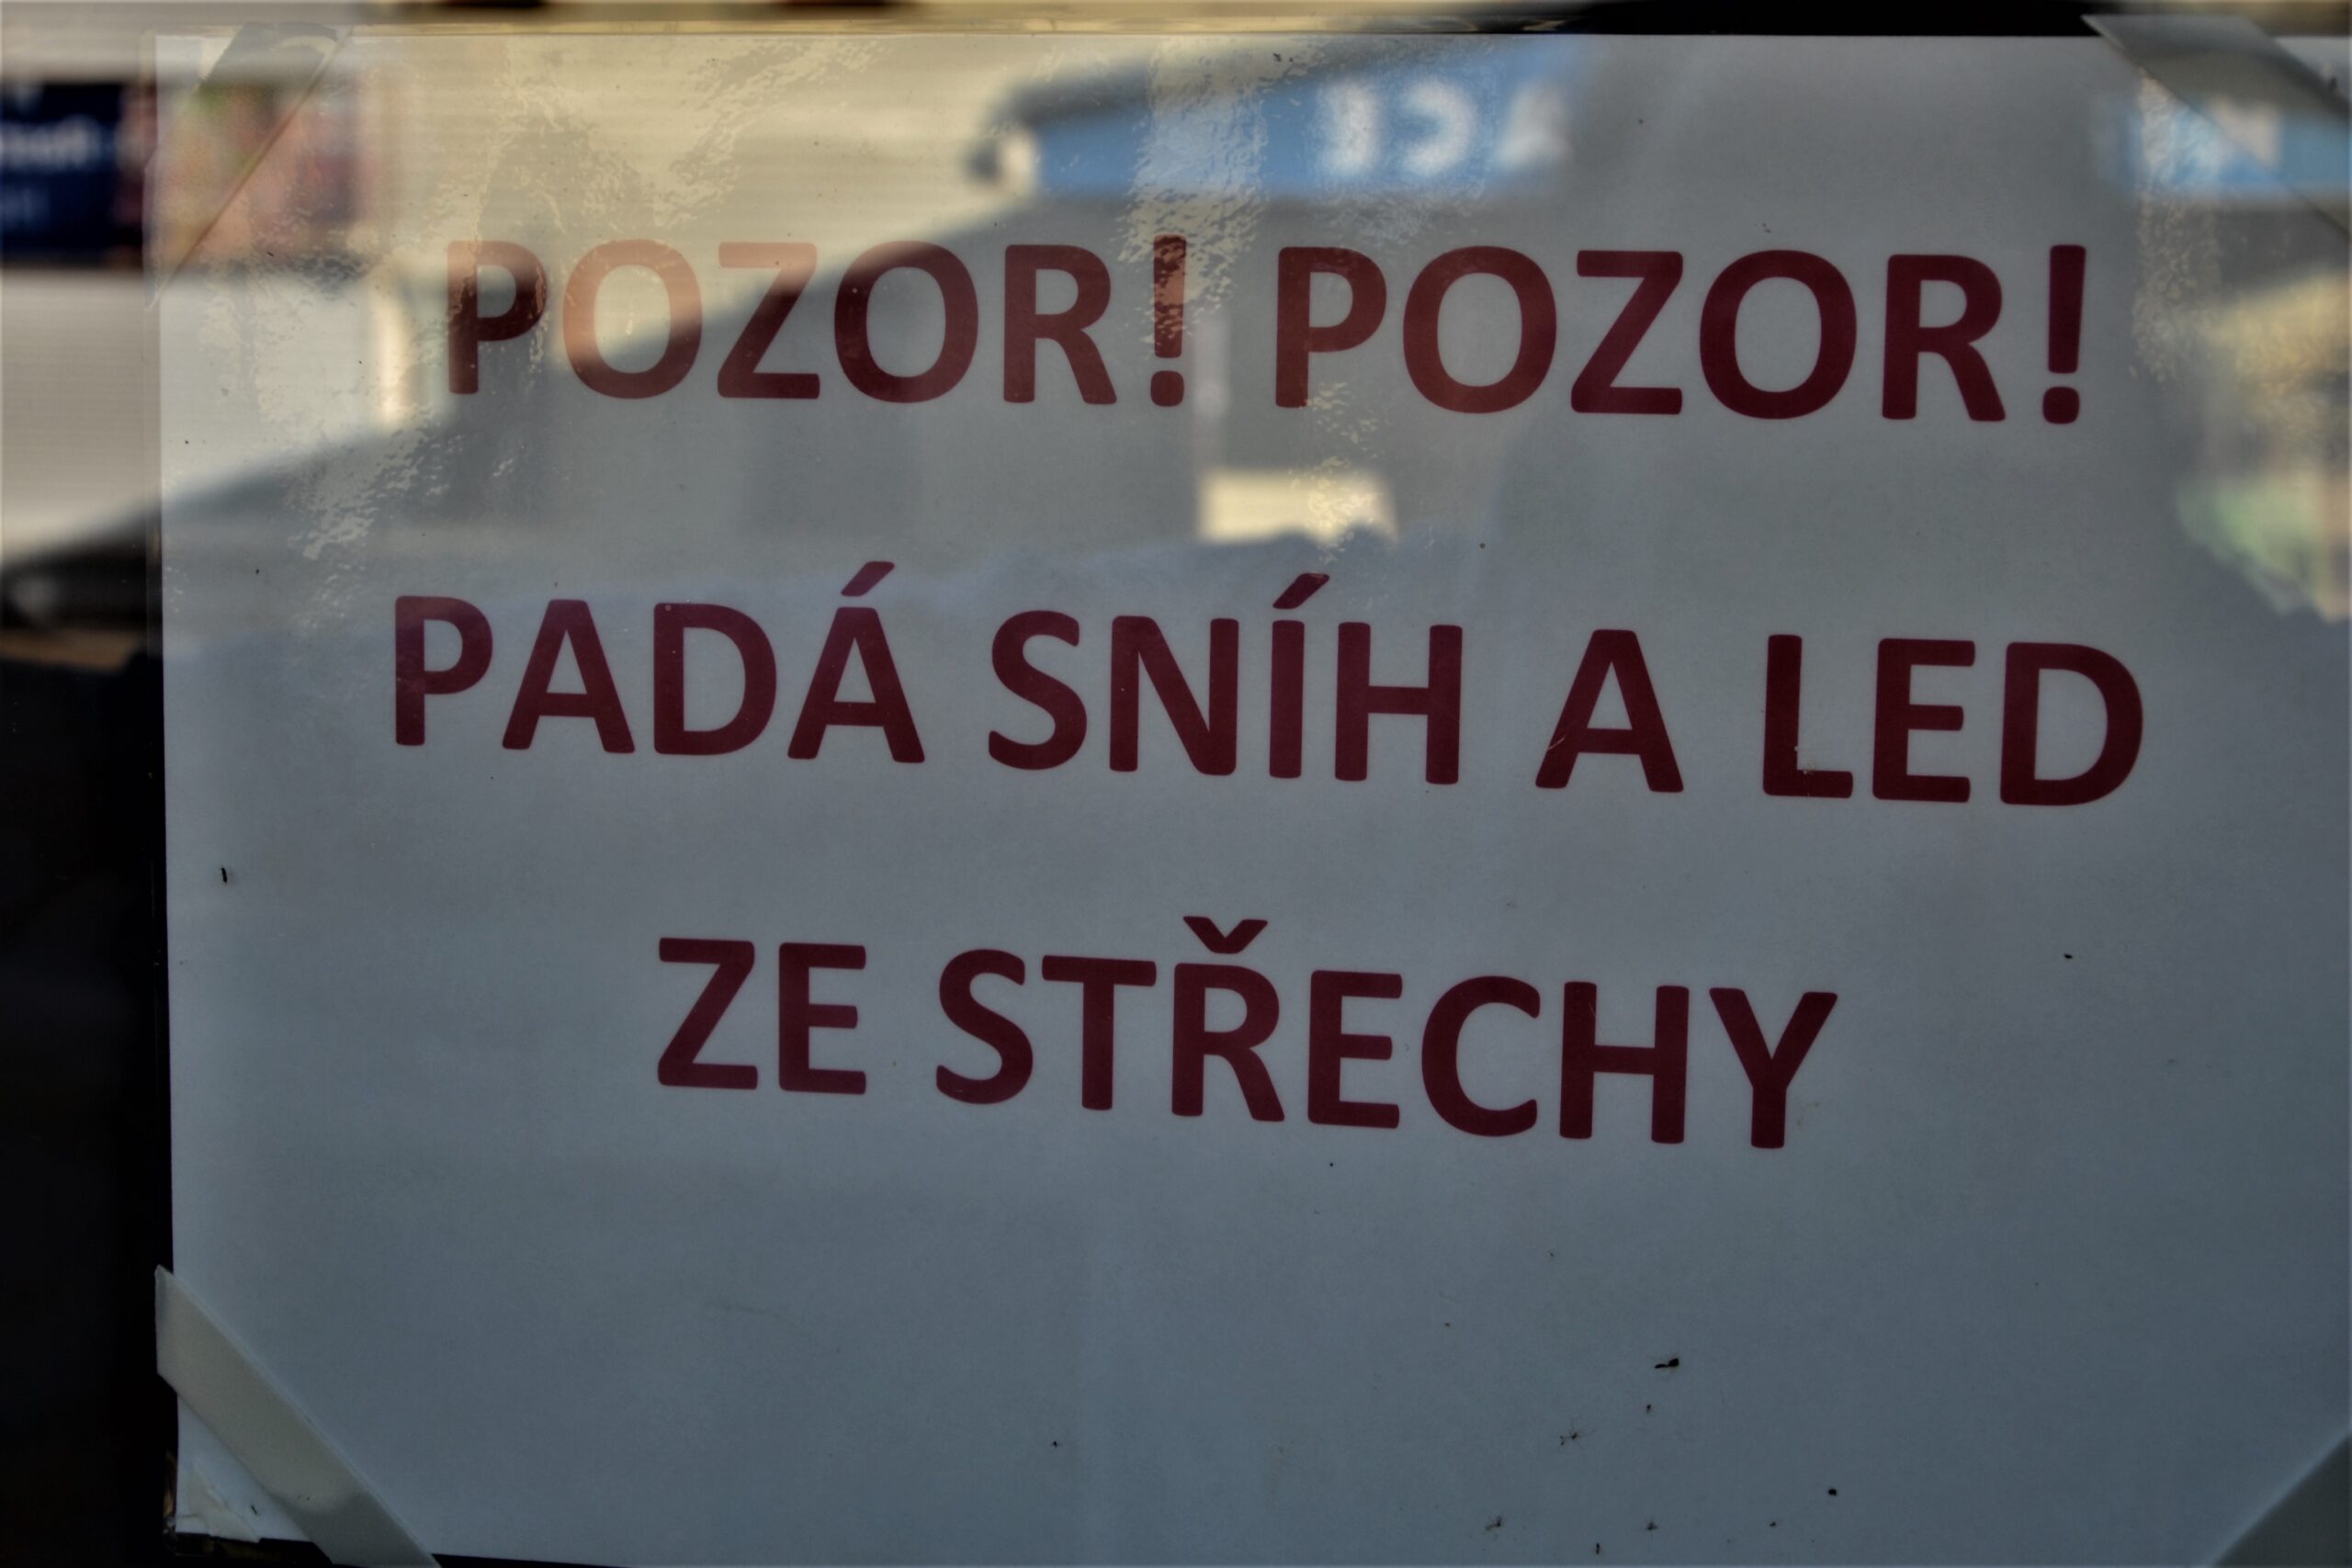 POZOR! POZOR!
PADÁ SNÍH A LED
ZE STŘECHY